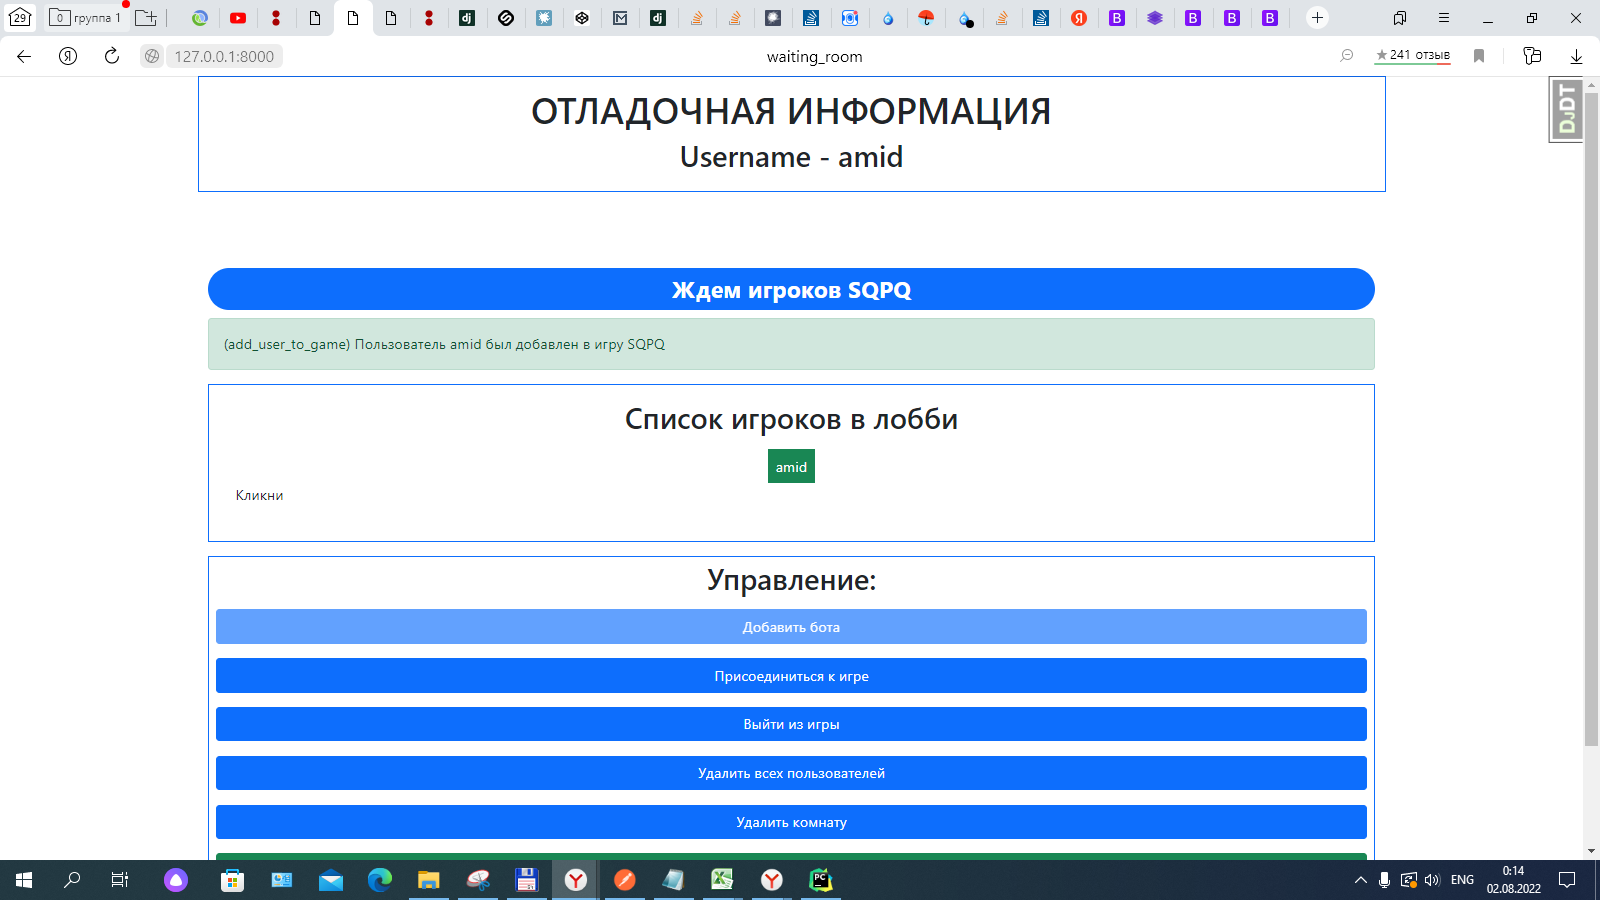 29
0 группа 1
127.0.0.1:8000
waiting_room
★241 отзыв
ОТЛАДОЧНАЯ ИНФОРМАЦИЯ
Username - amid
DJDT
Ждем игроков SQPQ
(add_user_to_game) Пользователь amid был добавлен в игру SQPQ
Список игроков в лобби
amid
Кликни
Управление:
Добавить бота
Присоединиться к игре
Выйти из игры
Удалить всех пользователей
Удалить комнату
ENG
0:14
02.08.2022